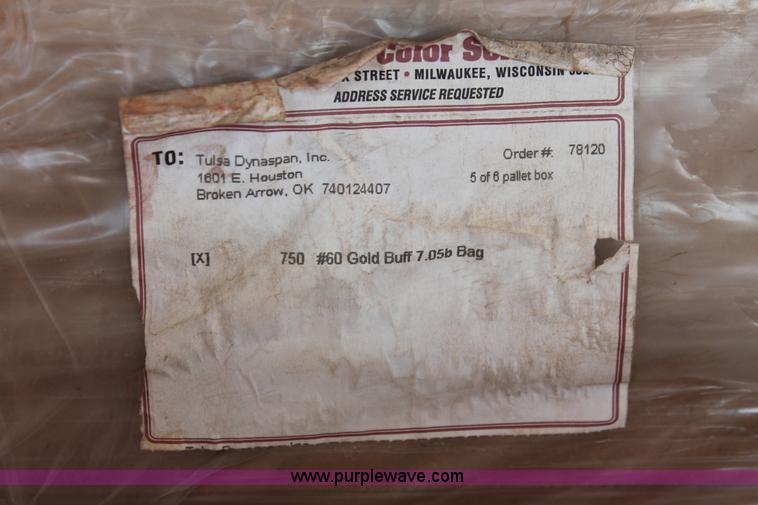 Color
STREET • MILWAUKEE, WISCONSIN
ADDRESS SERVICE REQUESTED
TO: Tulsa Dynaspan, Inc. Order #: 78120
1601 E. Houston 5 of 6 pallet box
Broken Arrow, OK 740124407
[X] 750 #60 Gold Buff 7.05b Bag
www.purplewave.com